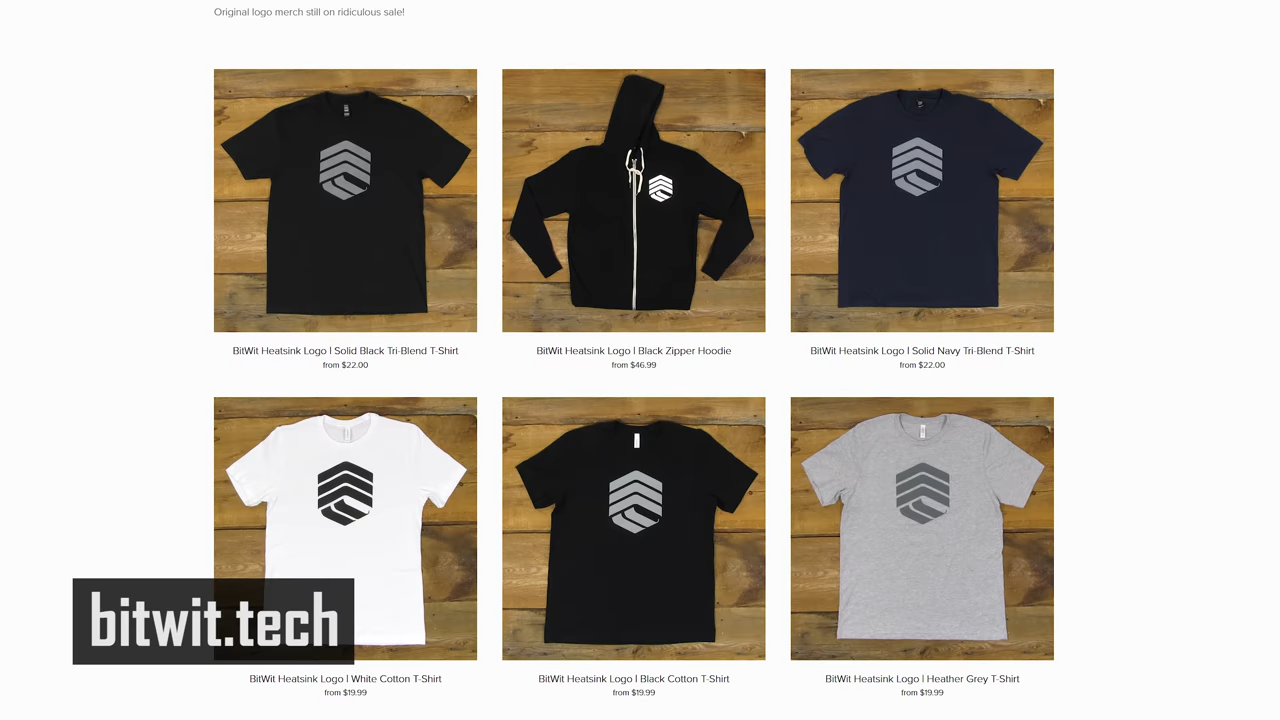 Original logo merch still on ridiculous sale!
BitWit Heatsink Logo | Solid Black Tri-Blend T-Shirt
from $22.00
BitWit Heatsink Logo | Black Zipper Hoodie
from $46.99
BitWit Heatsink Logo | Solid Navy Tri-Blend T-Shirt
from $22.00
bitwit.tech
BitWit Heatsink Logo | White Cotton T-Shirt
from $19.99
BitWit Heatsink Logo | Black Cotton T-Shirt
from $19.99
BitWit Heatsink Logo | Heather Grey T-Shirt
from $19.99